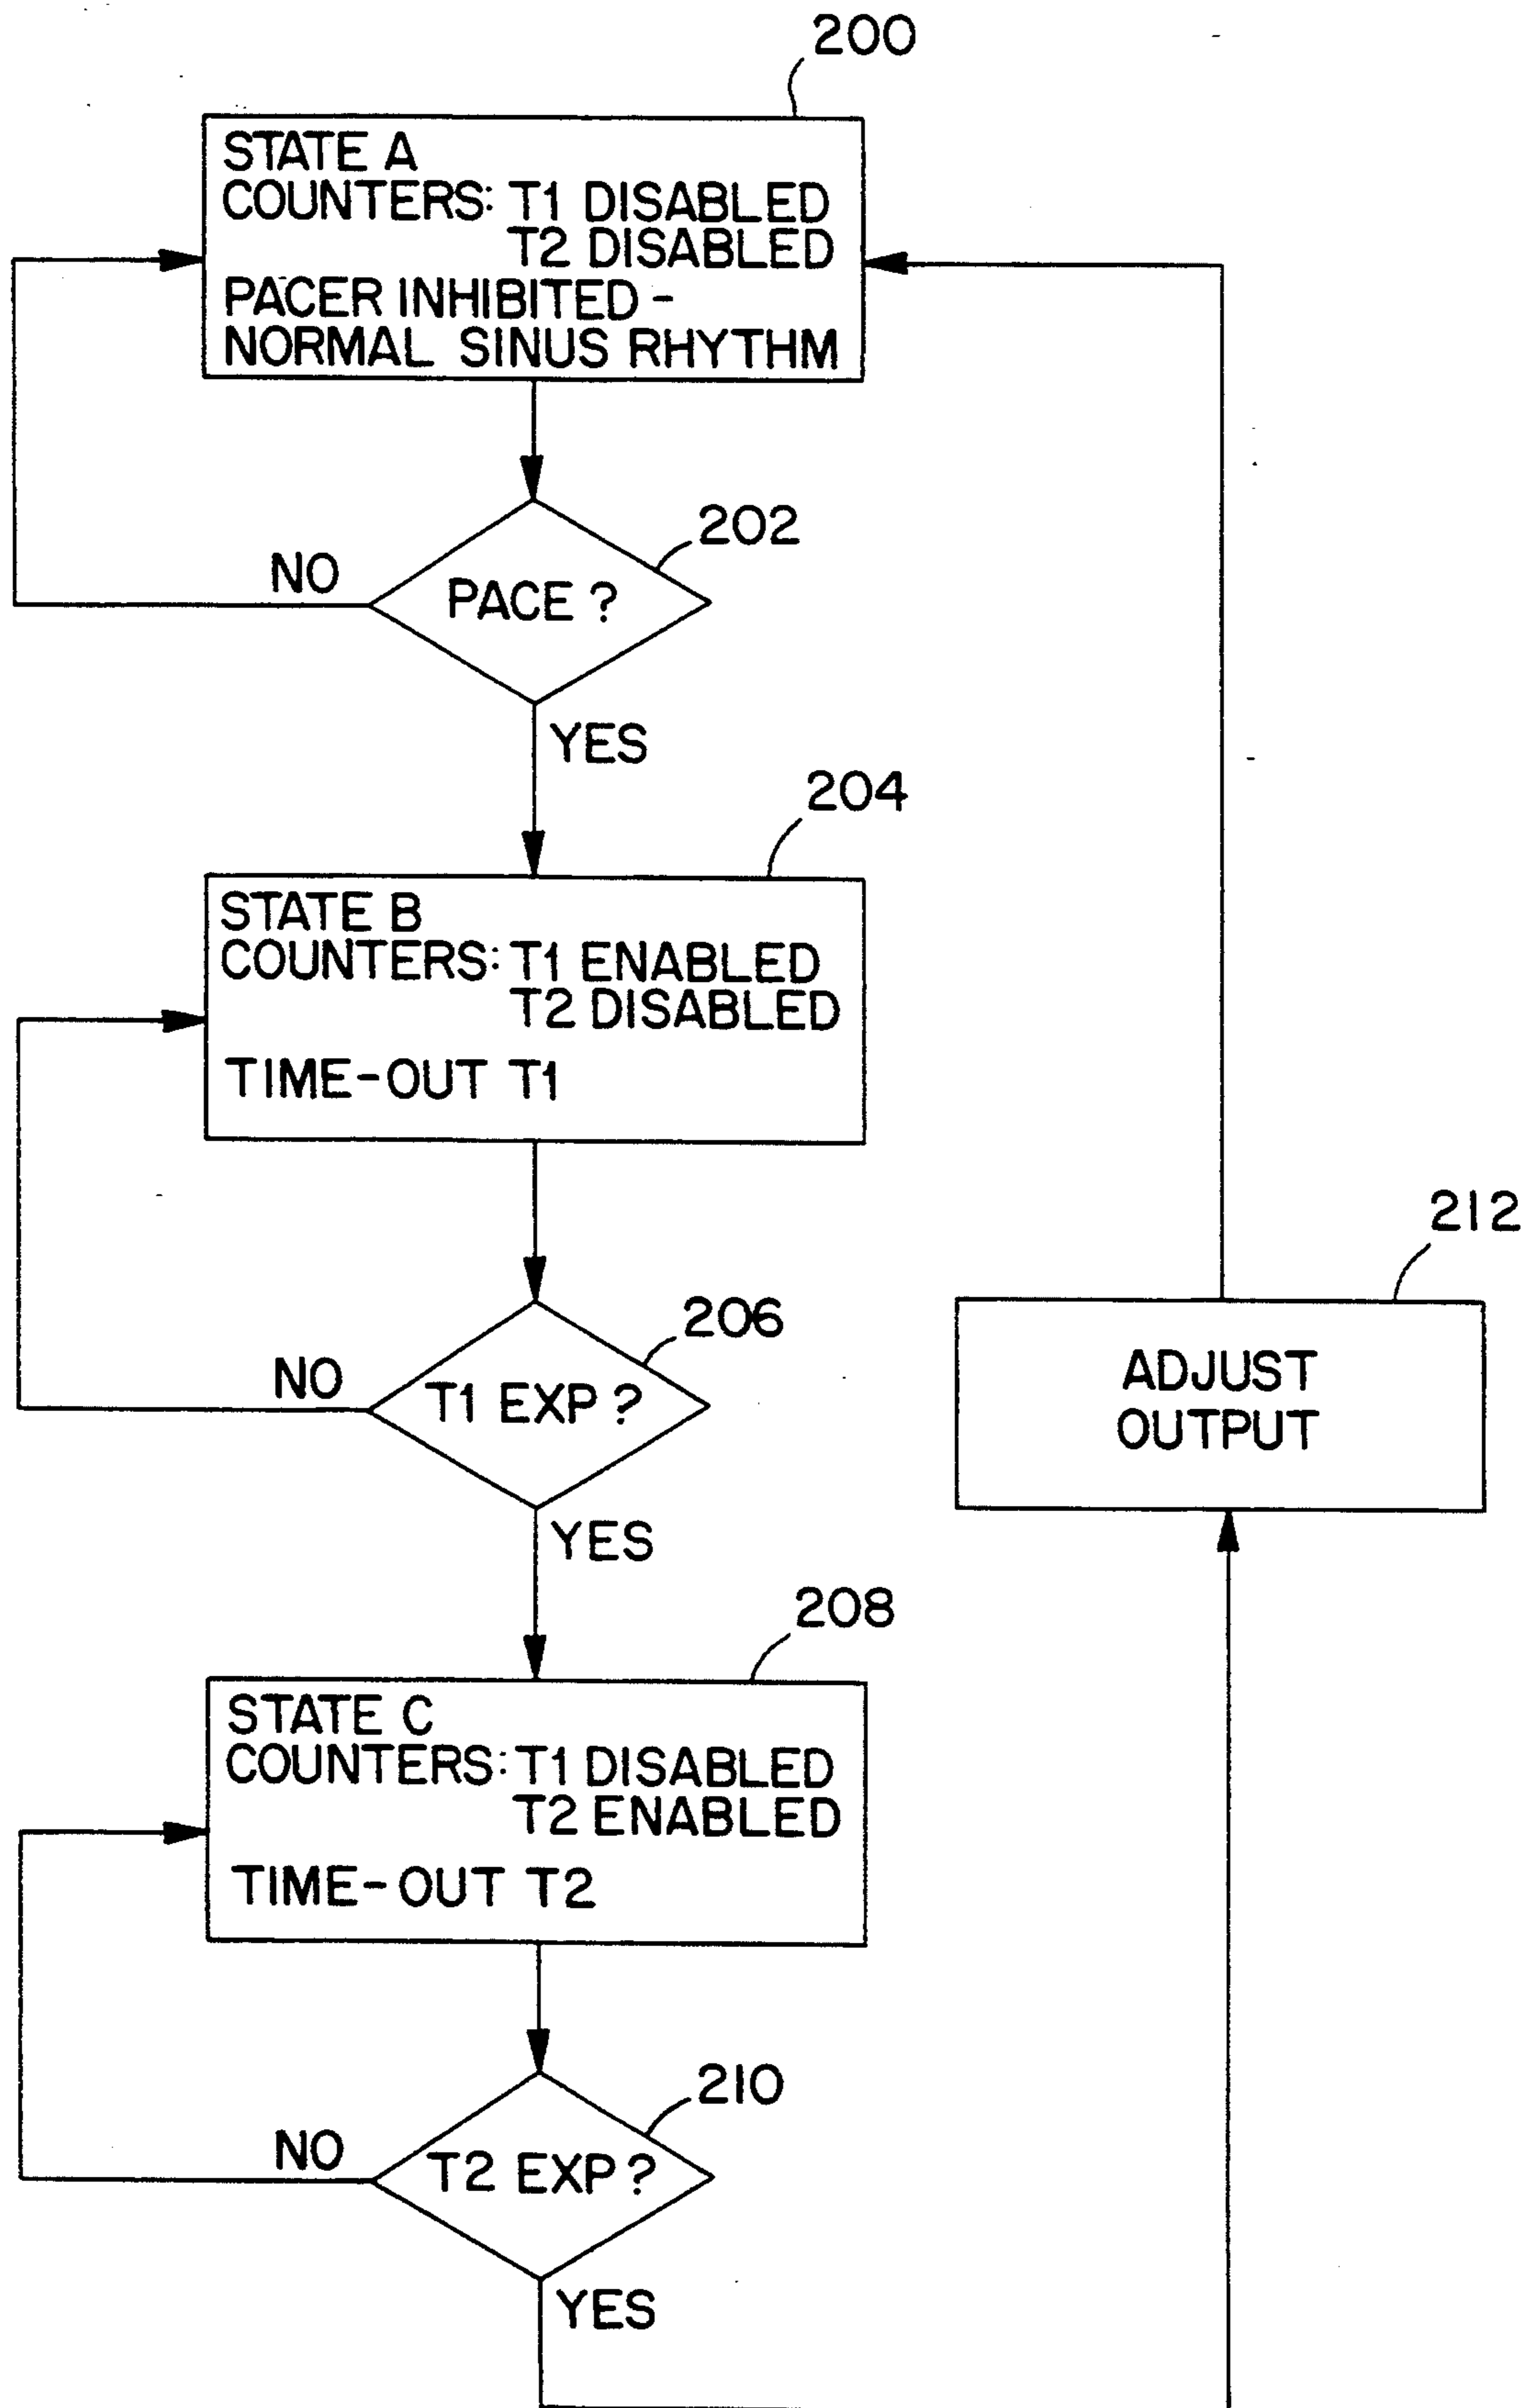 200
STATE A
COUNTERS: T1 DISABLED
T2 DISABLED
PACER INHIBITED -
NORMAL SINUS RHYTHM
202
NO
PACE ?
YES
204
STATE B
COUNTERS: T1 ENABLED
T2 DISABLED
TIME-OUT T1
212
206
NO
T1 EXP ?
ADJUST
OUTPUT
YES
208
STATE C
COUNTERS: T1 DISABLED
T2 ENABLED
TIME-OUT T2
210
NO
T2 EXP ?
YES